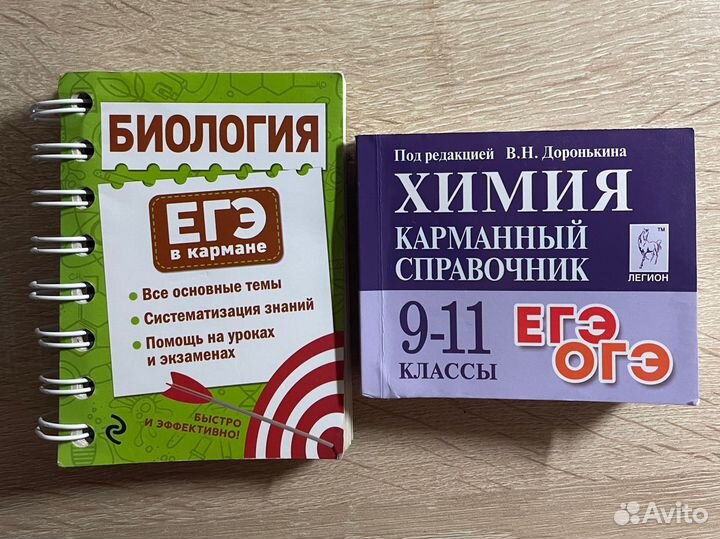 БИОЛОГИЯ
ЕГЭ
в кармане
• Все основные темы
• Систематизация знаний
• Помощь на уроках
и экзаменах
БЫСТРО
И ЭФФЕКТИВНО!
Под редакцией В.Н. Доронькина
ХИМИЯ
КАРМАННЫЙ
СПРАВОЧНИК
TM
ЛЕГИОН
9-11
КЛАССЫ
ЕГЭ
ОГЭ
Avito